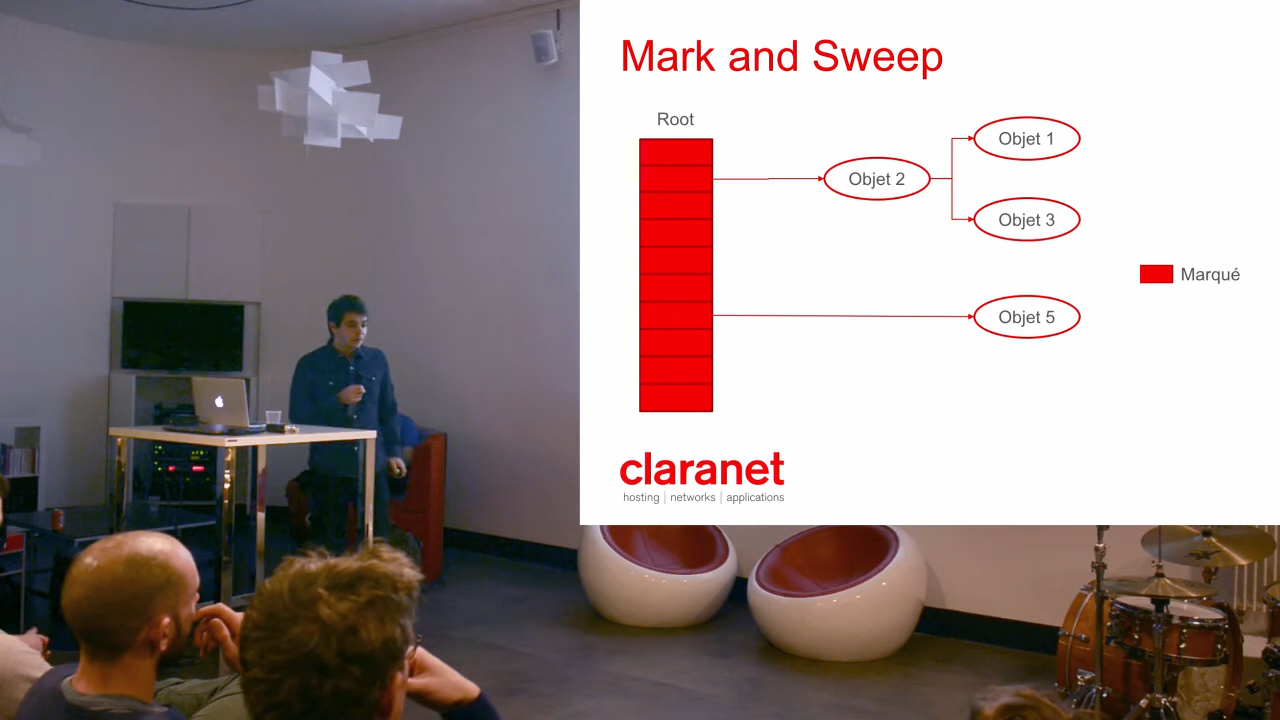 Mark and Sweep
Root
Objet 1
Objet 2
Objet 3
Marqué
Objet 5
claranet
hosting | networks | applications